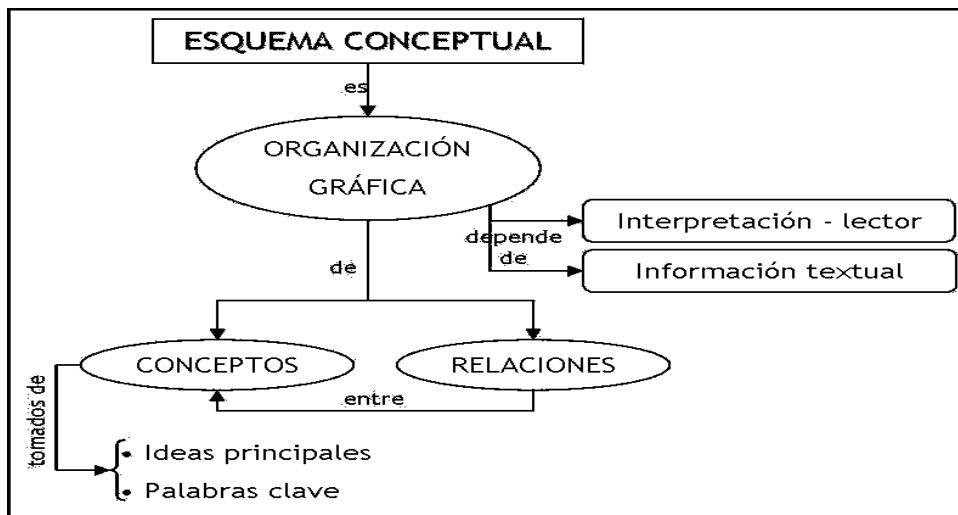 ESQUEMA CONCEPTUAL
es
ORGANIZACIÓN
GRÁFICA
depende
de
Interpretación - lector
Información textual
de
CONCEPTOS
RELACIONES
entre
tomados de
• Ideas principales
• Palabras clave